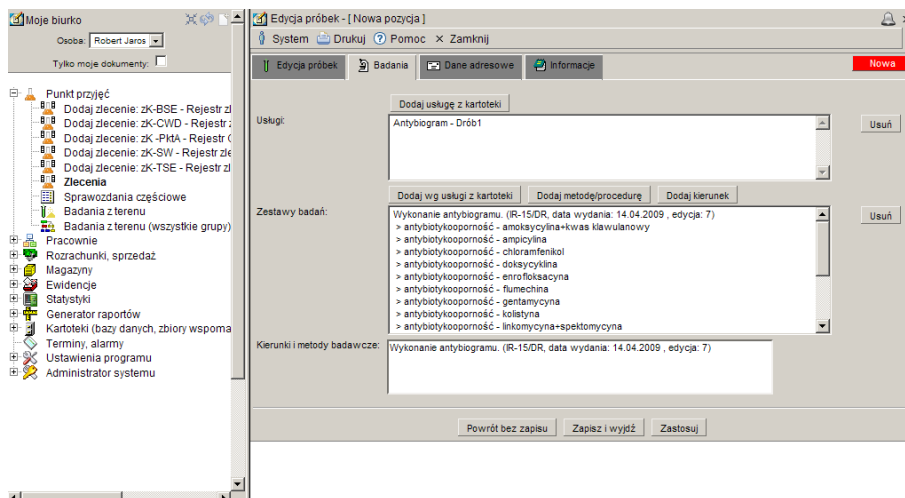 Moje biurko
Osoba: Robert Jaros
Tylko moje dokumenty:
Punkt przyjęć
Dodaj zlecenie: zK-BSE - Rejestr zl
Dodaj zlecenie: zK-CWD - Rejestr z
Dodaj zlecenie: zK -PktA - Rejestr
Dodaj zlecenie: zK-SW - Rejestr zle
Dodaj zlecenie: zK-TSE - Rejestr zl
Zlecenia
Sprawozdania częściowe
Badania z terenu
Badania z terenu (wszystkie grupy)
Pracownie
Rozrachunki, sprzedaż
Magazyny
Ewidencje
Statystyki
Generator raportów
Kartoteki (bazy danych, zbiory wspoma
Terminy, alarmy
Ustawienia programu
Administrator systemu
Edycja próbek - [ Nowa pozycja ]
System Drukuj Pomoc Zamknij
Edycja próbek Badania Dane adresowe Informacje Nowa
Dodaj usługę z kartoteki
Usługi: Antybiogram - Drób1 Usuń
Dodaj wg usługi z kartoteki Dodaj metodę/procedurę Dodaj kierunek
Zestawy badań: Wykonanie antybiogramu. (IR-15/DR, data wydania: 14.04.2009 , edycja: 7) Usuń
> antybiotykooporność - amoksycylina+kwas klawulanowy
> antybiotykooporność - ampicylina
> antybiotykooporność - chloramfenikol
> antybiotykooporność - doksycyklina
> antybiotykooporność - enrofloksacyna
> antybiotykooporność - flumechina
> antybiotykooporność - gentamycyna
> antybiotykooporność - kolistyna
> antybiotykooporność - linkomycyna+spektomycyna
Kierunki i metody badawcze: Wykonanie antybiogramu. (IR-15/DR, data wydania: 14.04.2009 , edycja: 7)
Powrót bez zapisu Zapisz i wyjdź Zastosuj